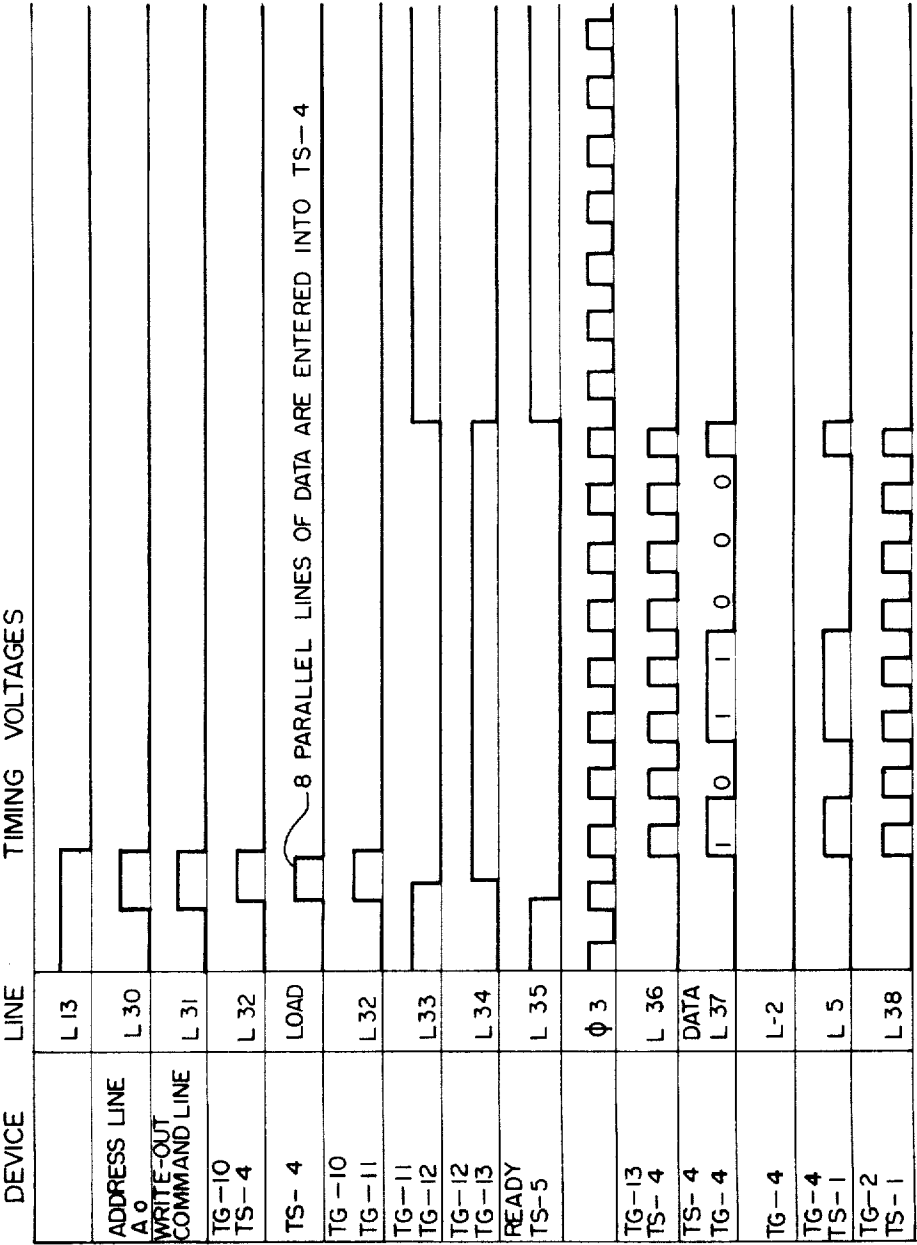 DEVICE LINE TIMING VOLTAGES
L 13
ADDRESS LINE
A 0 L 30
WRITE-OUT
COMMAND LINE L 31
TG-10
TS-4 L 32
TS-4 LOAD 8 PARALLEL LINES OF DATA ARE ENTERED INTO TS-4
TG-10
TG-11 L 32
TG-11
TG-12 L33
TG-12
TG-13 L 34
READY
TS-5 L 35
ϕ 3
TG-13
TS-4 L 36
TS-4 DATA
TG-4 L 37 1 0 1 1 0 0 0
TG-4 L-2
TG-4
TS-1 L 5
TG-2
TS-1 L38